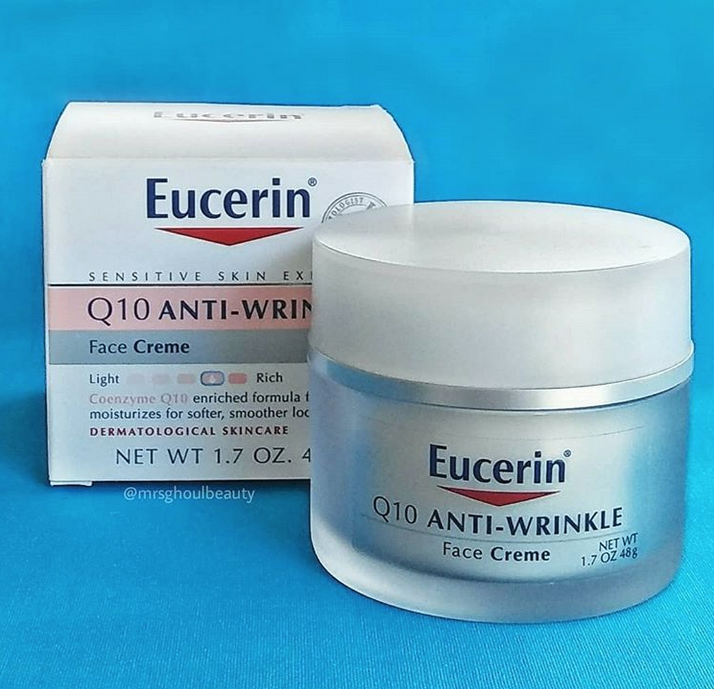 Eucerin
Eucerin®
SENSITIVE SKIN
Q10 ANTI-WRIN
Face Creme
Light Rich
Coenzyme Q10 enriched formula
moisturizes for softer, smoother
DERMATOLOGICAL SKINCARE
NET WT 1.7 OZ. 4
@mrsghoulbeauty
Eucerin®
Q10 ANTI-WRINKLE
Face Creme
NET WT
1.7 OZ 48g